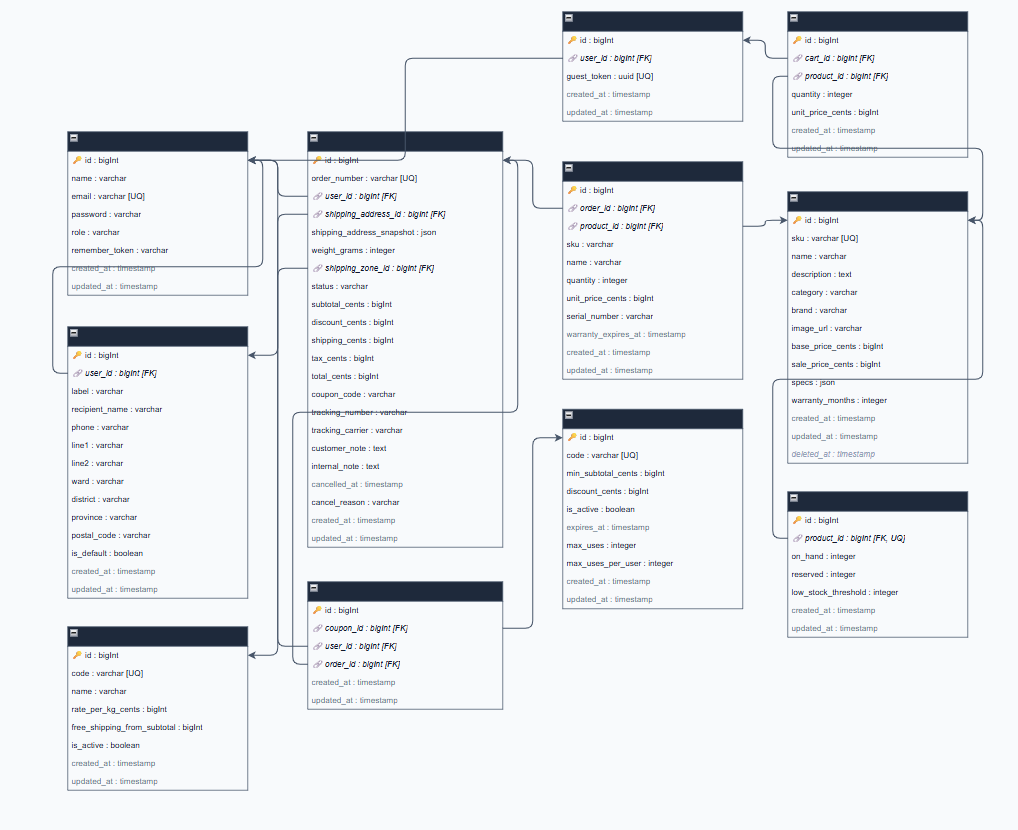 id : bigInt
name : varchar
email : varchar [UQ]
password : varchar
role : varchar
remember_token : varchar
created_at : timestamp
updated_at : timestamp
id : bigInt
user_id : bigInt [FK]
label : varchar
recipient_name : varchar
phone : varchar
line1 : varchar
line2 : varchar
ward : varchar
district : varchar
province : varchar
postal_code : varchar
is_default : boolean
created_at : timestamp
updated_at : timestamp
id : bigInt
code : varchar [UQ]
name : varchar
rate_per_kg_cents : bigInt
free_shipping_from_subtotal : bigInt
is_active : boolean
created_at : timestamp
updated_at : timestamp
id : bigInt
order_number : varchar [UQ]
user_id : bigInt [FK]
shipping_address_id : bigInt [FK]
shipping_address_snapshot : json
weight_grams : integer
shipping_zone_id : bigInt [FK]
status : varchar
subtotal_cents : bigInt
discount_cents : bigInt
shipping_cents : bigInt
tax_cents : bigInt
total_cents : bigInt
coupon_code : varchar
tracking_number : varchar
tracking_carrier : varchar
customer_note : text
internal_note : text
cancelled_at : timestamp
cancel_reason : varchar
created_at : timestamp
updated_at : timestamp
id : bigInt
coupon_id : bigInt [FK]
user_id : bigInt [FK]
order_id : bigInt [FK]
created_at : timestamp
updated_at : timestamp
id : bigInt
user_id : bigInt [FK]
guest_token : uuid [UQ]
created_at : timestamp
updated_at : timestamp
id : bigInt
order_id : bigInt [FK]
product_id : bigInt [FK]
sku : varchar
name : varchar
quantity : integer
unit_price_cents : bigInt
serial_number : varchar
warranty_expires_at : timestamp
created_at : timestamp
updated_at : timestamp
id : bigInt
code : varchar [UQ]
min_subtotal_cents : bigInt
discount_cents : bigInt
is_active : boolean
expires_at : timestamp
max_uses : integer
max_uses_per_user : integer
created_at : timestamp
updated_at : timestamp
id : bigInt
cart_id : bigInt [FK]
product_id : bigInt [FK]
quantity : integer
unit_price_cents : bigInt
created_at : timestamp
updated_at : timestamp
id : bigInt
sku : varchar [UQ]
name : varchar
description : text
category : varchar
brand : varchar
image_url : varchar
base_price_cents : bigInt
sale_price_cents : bigInt
specs : json
warranty_months : integer
created_at : timestamp
updated_at : timestamp
deleted_at : timestamp
id : bigInt
product_id : bigInt [FK, UQ]
on_hand : integer
reserved : integer
low_stock_threshold : integer
created_at : timestamp
updated_at : timestamp